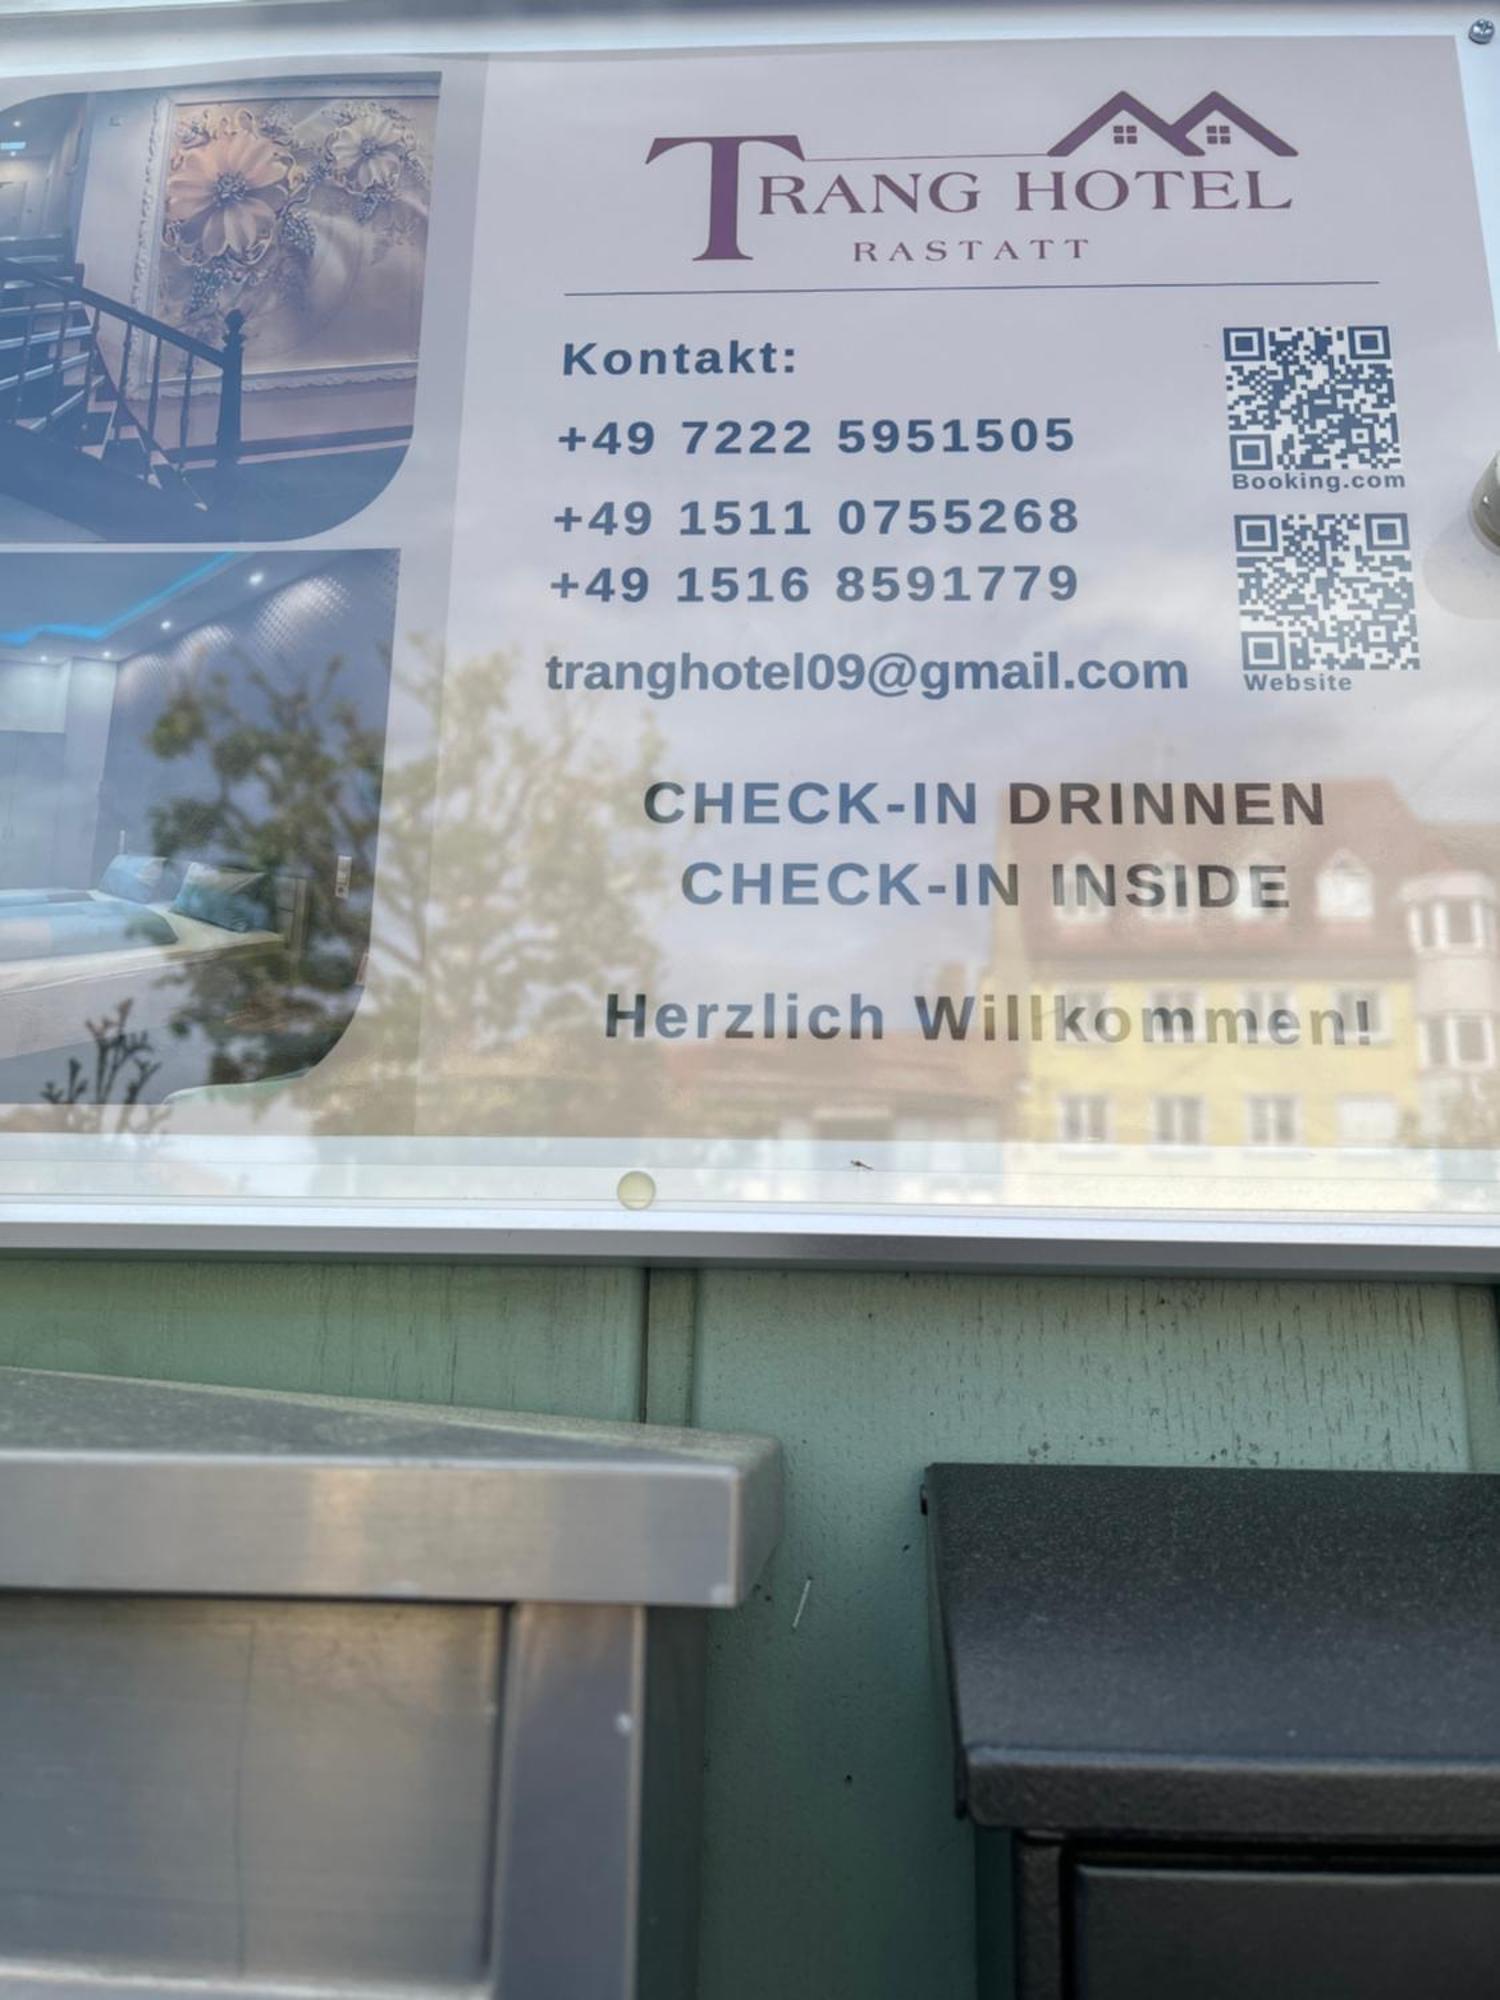 TRANG HOTEL
RASTATT
Kontakt:
+49 7222 5951505
+49 1511 0755268
+49 1516 8591779
tranghotel09@gmail.com
Booking.com
Website
CHECK-IN DRINNEN
CHECK-IN INSIDE
Herzlich Willkommen!